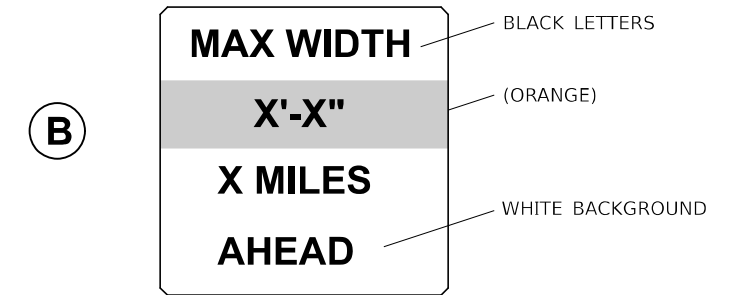 MAX WIDTH
BLACK LETTERS
X'-X"
(ORANGE)
B
X MILES
WHITE BACKGROUND
AHEAD